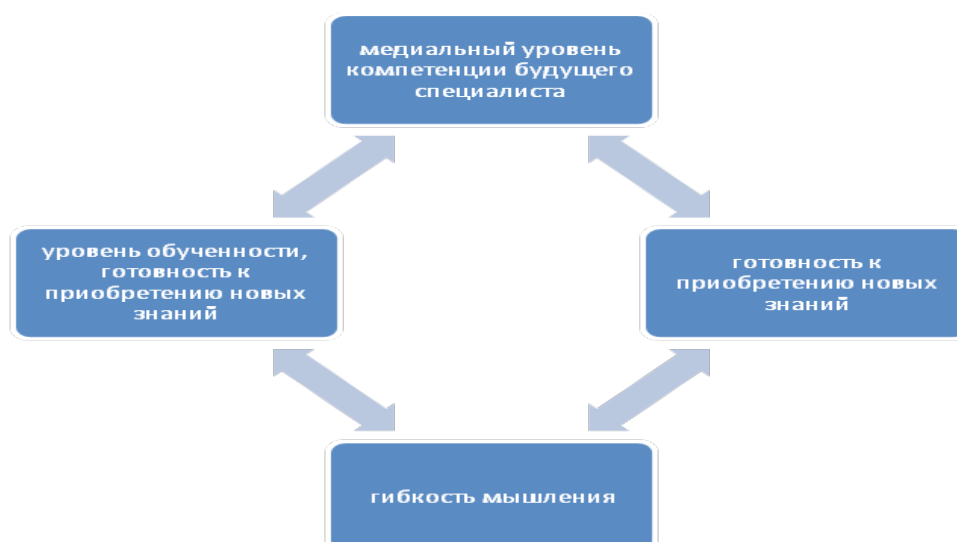 медиальный уровень
компетенции будущего
специалиста
уровень обученности,
готовность к
приобретению новых
знаний
готовность к
приобретению новых
знаний
гибкость мышления